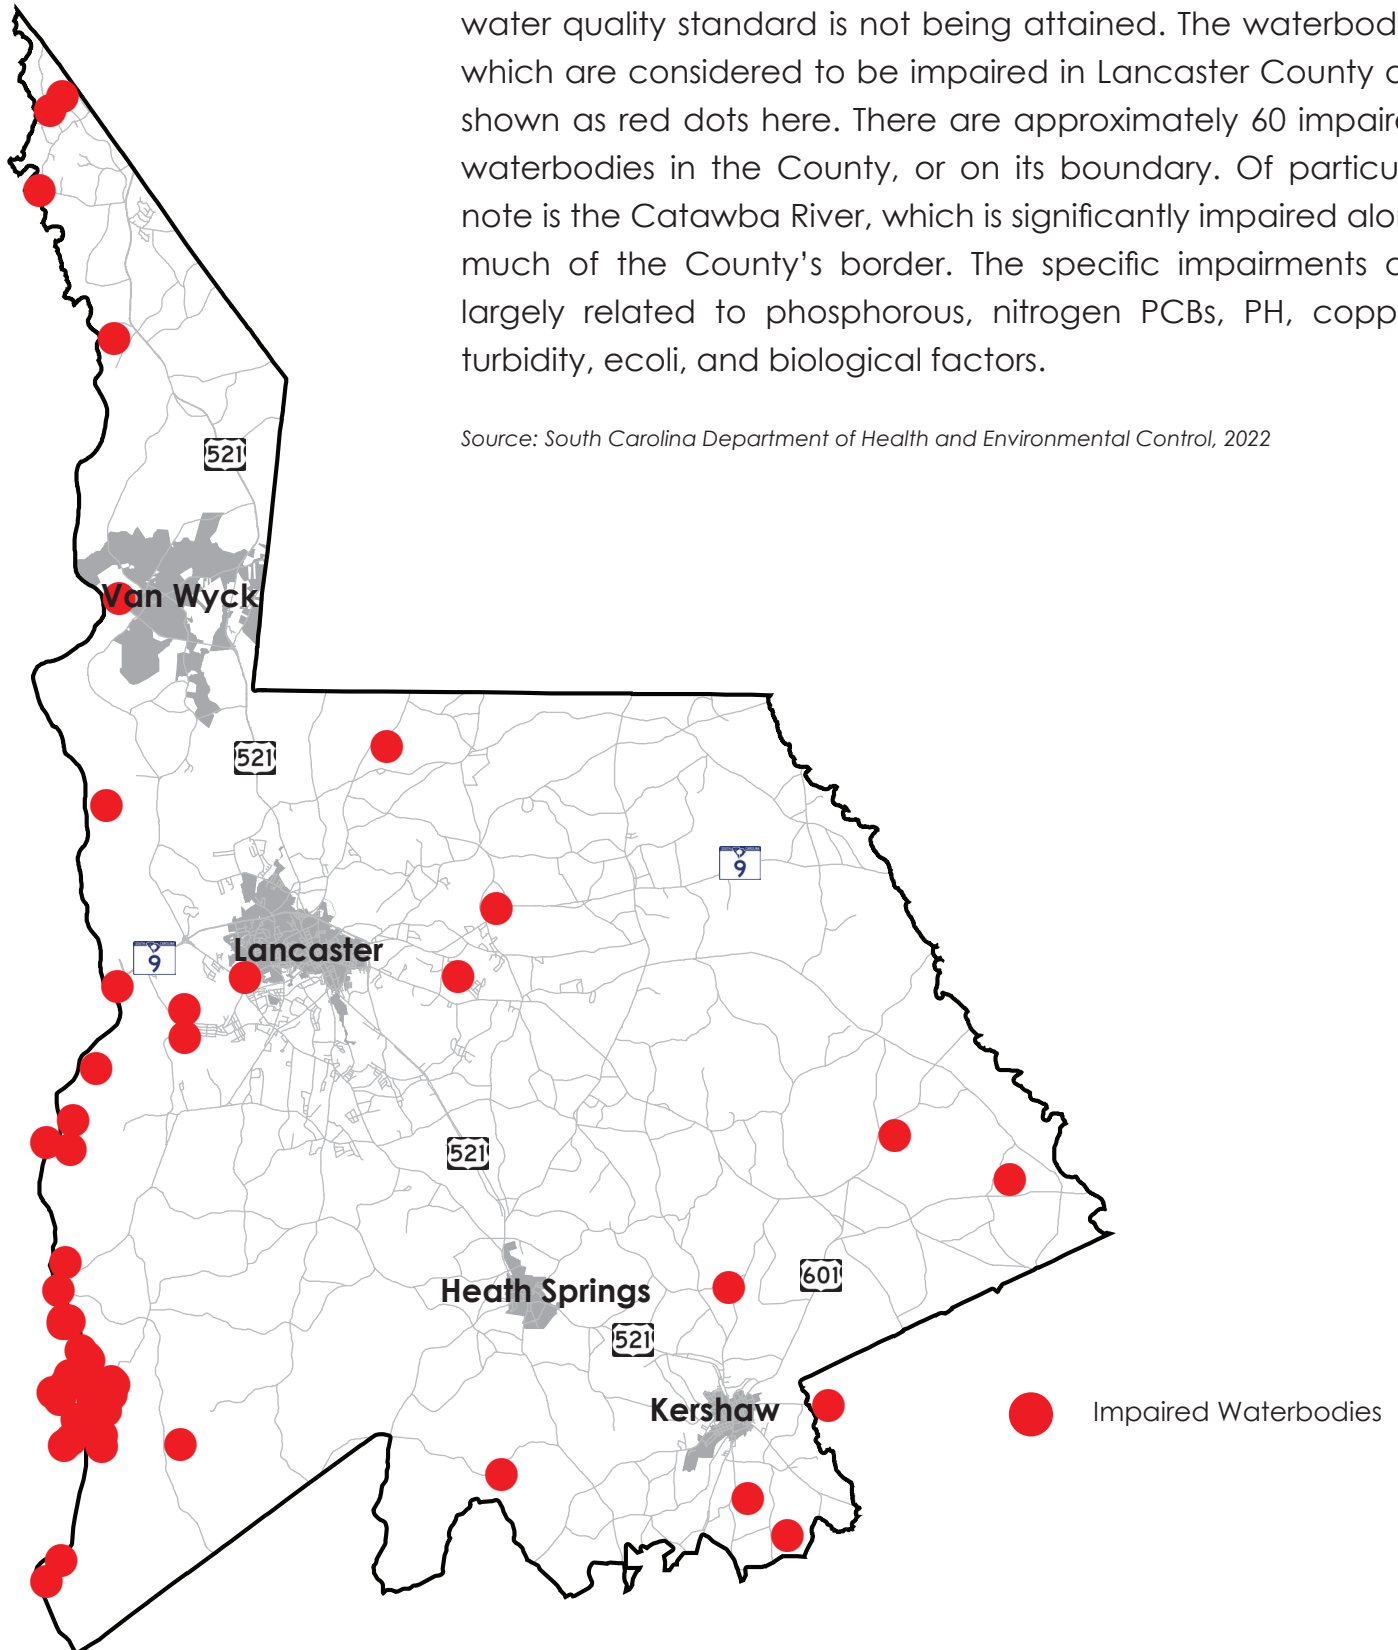 water quality standard is not being attained. The waterbod
which are considered to be impaired in Lancaster County
shown as red dots here. There are approximately 60 impair
waterbodies in the County, or on its boundary. Of particu
note is the Catawba River, which is significantly impaired alo
much of the County's border. The specific impairments
largely related to phosphorous, nitrogen PCBs, PH, copp
turbidity, ecoli, and biological factors.
Source: South Carolina Department of Health and Environmental Control, 2022
521
Van Wyck
521
9
Lancaster
9
521
601
Heath Springs
521
Kershaw
Impaired Waterbodies